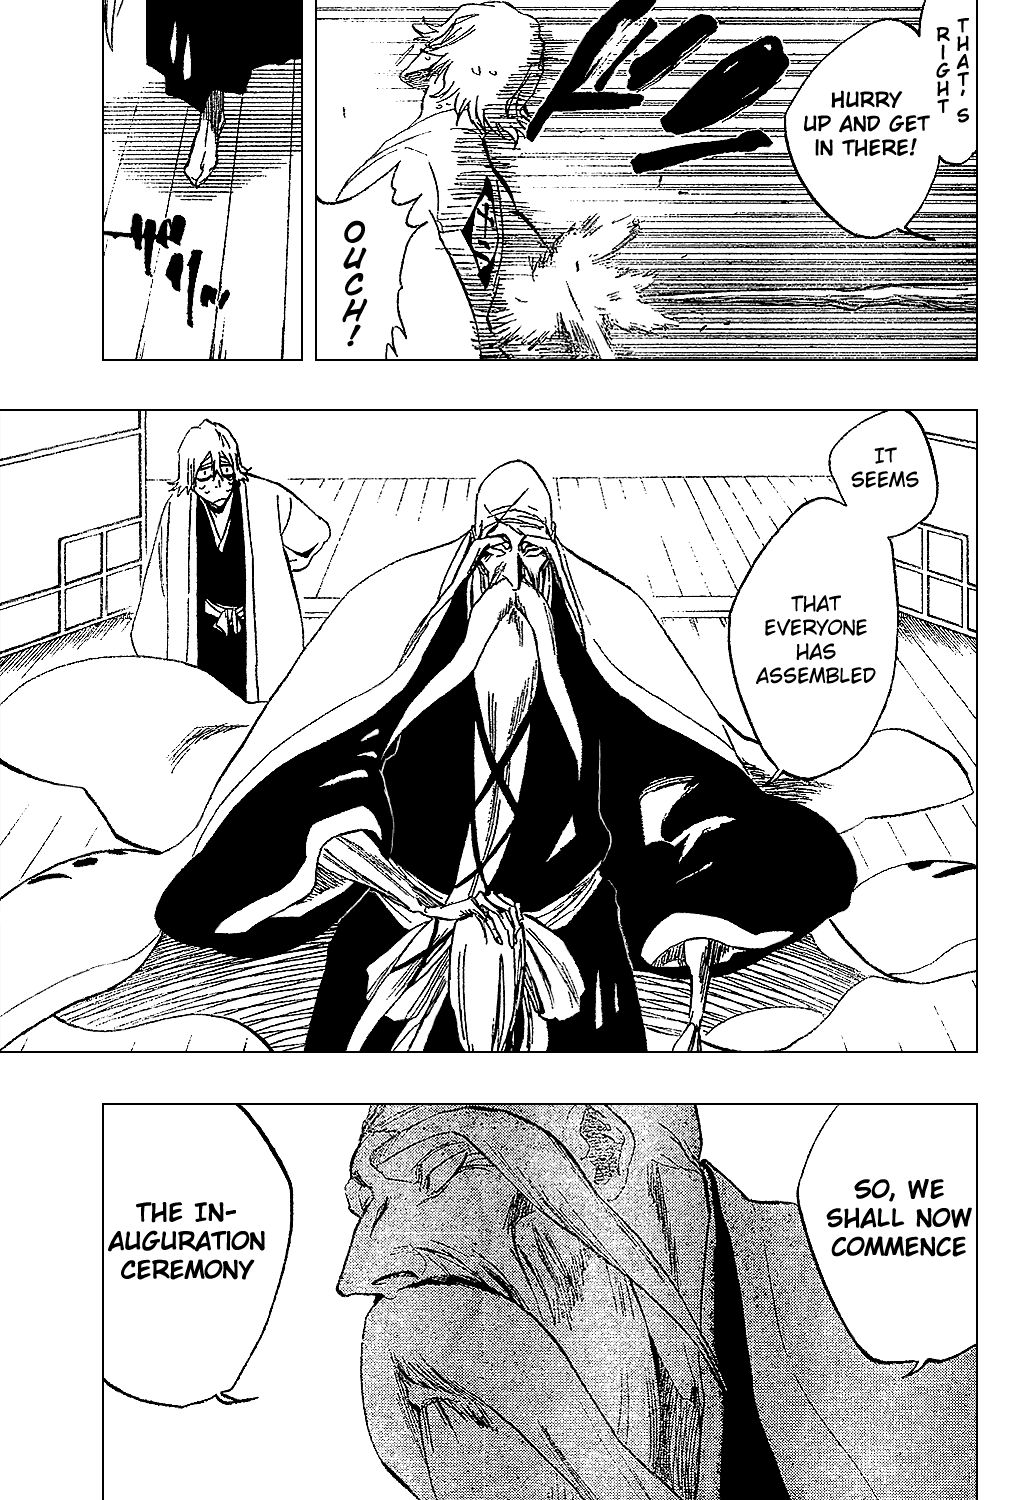 THAT'S
RIGHT
HURRY
UP AND GET
IN THERE!
OUCH!
IT
SEEMS
THAT
EVERYONE
HAS
ASSEMBLED
SO, WE
SHALL NOW
COMMENCE
THE IN-
AUGURATION
CEREMONY